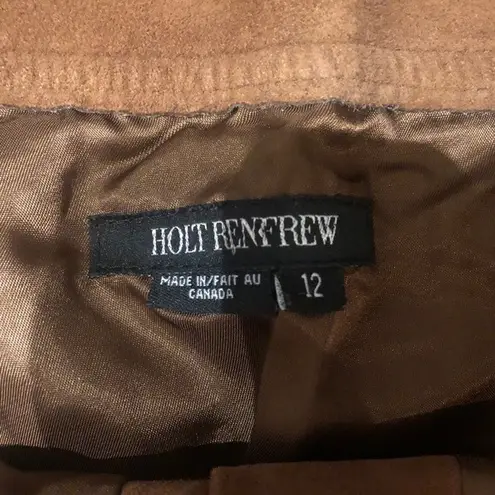 HOLT RENFREW
MADE IN/FAIT AU
CANADA
12